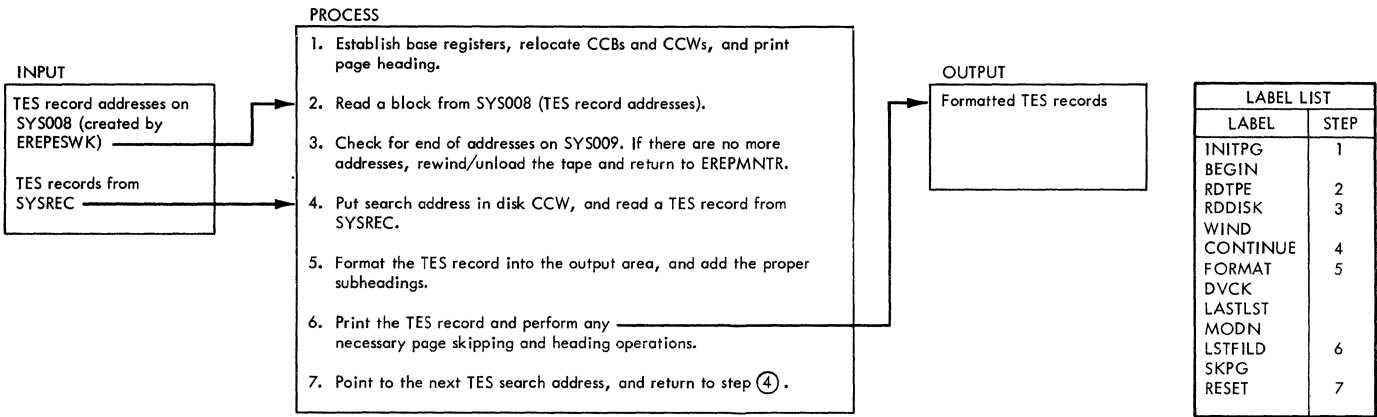 INPUT
TES record addresses on
SYS008 (created by
EREPESWK)
TES records from
SYSREC
PROCESS
1. Establish base registers, relocate CCBs and CCWs, and print
page heading.
2. Read a block from SYS008 (TES record addresses).
3. Check for end of addresses on SYS009. If there are no more
addresses, rewind/unload the tape and return to EREPMNTR.
4. Put search address in disk CCW, and read a TES record from
SYSREC.
5. Format the TES record into the output area, and add the proper
subheadings.
6. Print the TES record and perform any
necessary page skipping and heading operations.
7. Point to the next TES search address, and return to step 4.
OUTPUT
Formatted TES records
LABEL LIST
LABEL STEP
INITPG 1
BEGIN
RDTPE 2
RDDISK 3
WIND
CONTINUE 4
FORMAT 5
DVCK
LASTLST
MODN
LSTFILD 6
SKPG
RESET 7